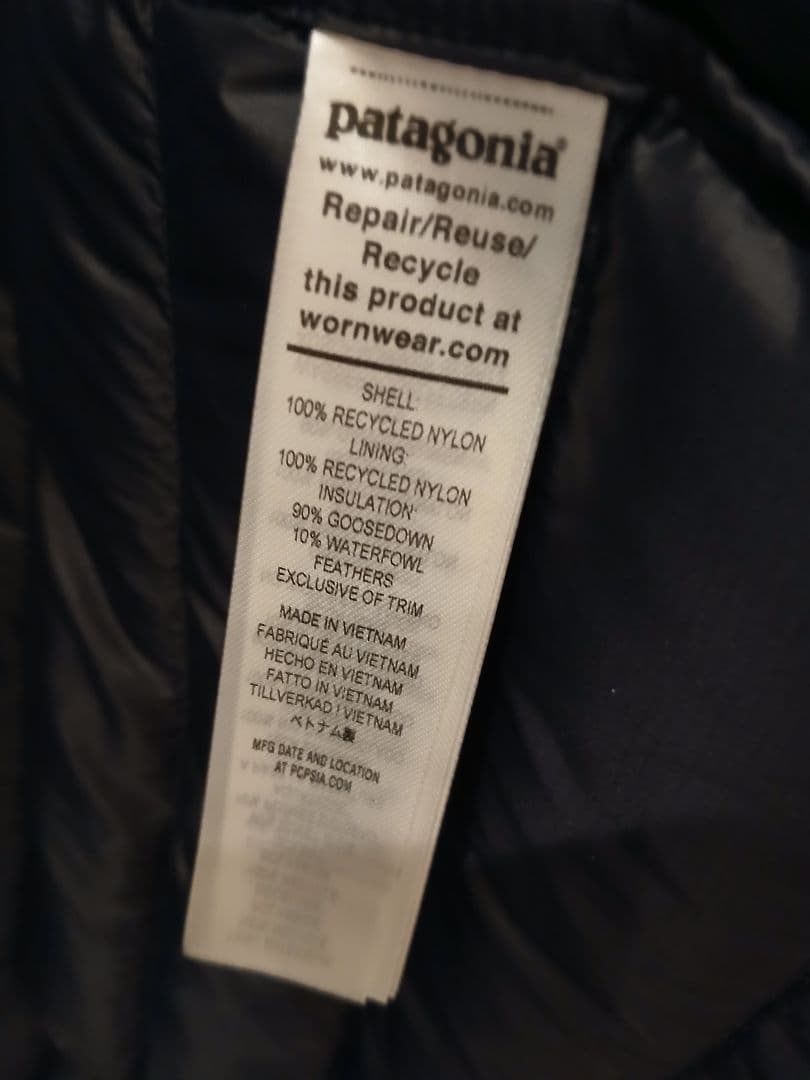 patagonia®
www.patagonia.com
Repair/Reuse/
Recycle
this product at
wornwear.com
SHELL:
100% RECYCLED NYLON
LINING:
100% RECYCLED NYLON
INSULATION:
90% GOOSEDOWN
10% WATERFOWL
FEATHERS
EXCLUSIVE OF TRIM
MADE IN VIETNAM
FABRIQUÉ AU VIETNAM
HECHO EN VIETNAM
FATTO IN VIETNAM
TILLVERKAD I VIETNAM
ベトナム製
MFG DATE AND LOCATION
AT PCPSIA.COM